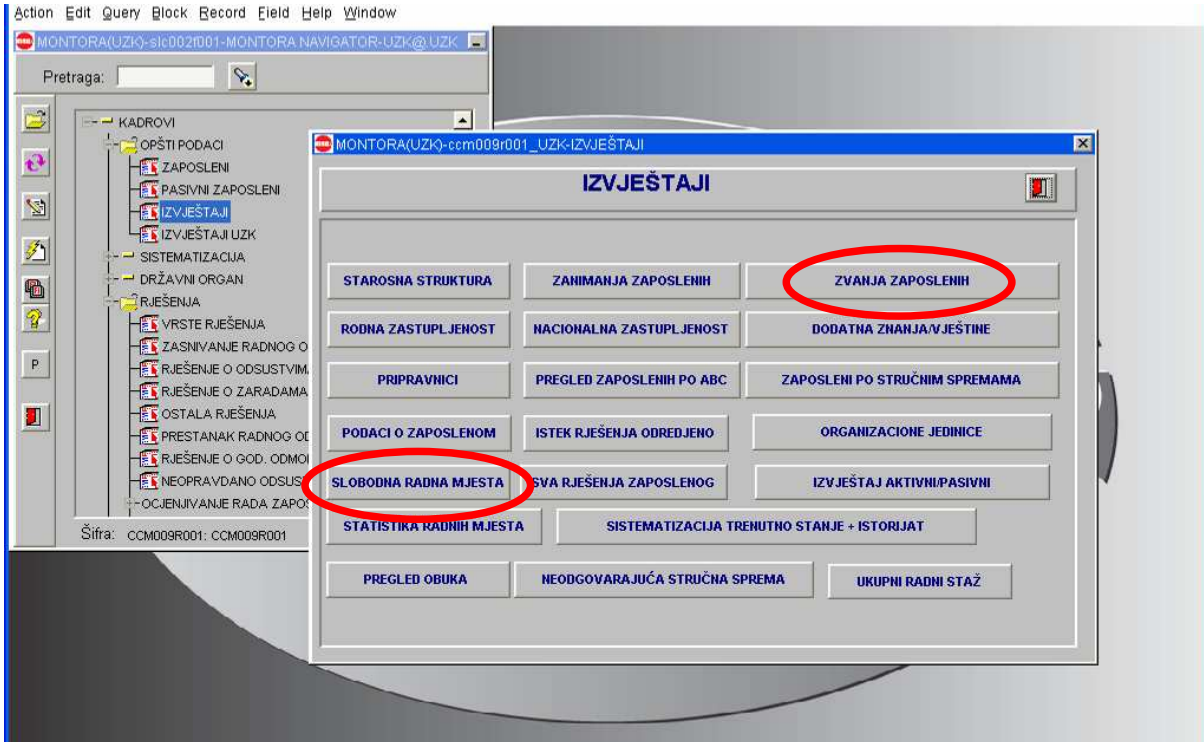 Action Edit Query Block Record Field Help Window
MONTORA(UZK)-slc002f001-MONTORA NAVIGATOR-UZK@UZK
Pretraga:
KADROVI
OPŠTI PODACI
ZAPOSLENI
PASIVNI ZAPOSLENI
IZVJEŠTAJI
IZVJEŠTAJI UZK
SISTEMATIZACIJA
DRŽAVNI ORGAN
RJEŠENJA
VRSTE RJEŠENJA
ZASNIVANJE RADNOG O
RJEŠENJE O ODSUSTVIM
RJEŠENJE O ZARADAMA
OSTALA RJEŠENJA
PRESTANAK RADNOG OD
RJEŠENJE O GOD. ODMO
NEOPRAVDANO ODSUS
OCJENJIVANJE RADA ZAPOS
P
Šifra: CCM009R001: CCM009R001
MONTORA(UZK)-ccm009r001_UZK-IZVJEŠTAJI
IZVJEŠTAJI
STAROSNA STRUKTURA ZANIMANJA ZAPOSLENIH ZVANJA ZAPOSLENIH
RODNA ZASTUPLJENOST NACIONALNA ZASTUPLJENOST DODATNA ZNANJA/VJEŠTINE
PRIPRAVNICI PREGLED ZAPOSLENIH PO ABC ZAPOSLENI PO STRUČNIM SPREMAMA
PODACI O ZAPOSLENOM ISTEK RJEŠENJA ODREDJENO ORGANIZACIONE JEDINICE
SLOBODNA RADNA MJESTA SVA RJEŠENJA ZAPOSLENOG IZVJEŠTAJ AKTIVNI/PASIVNI
STATISTIKA RADNIH MJESTA SISTEMATIZACIJA TRENUTNO STANJE + ISTORIJAT
PREGLED OBUKA NEODGOVARAJUĆA STRUČNA SPREMA UKUPNI RADNI STAŽ